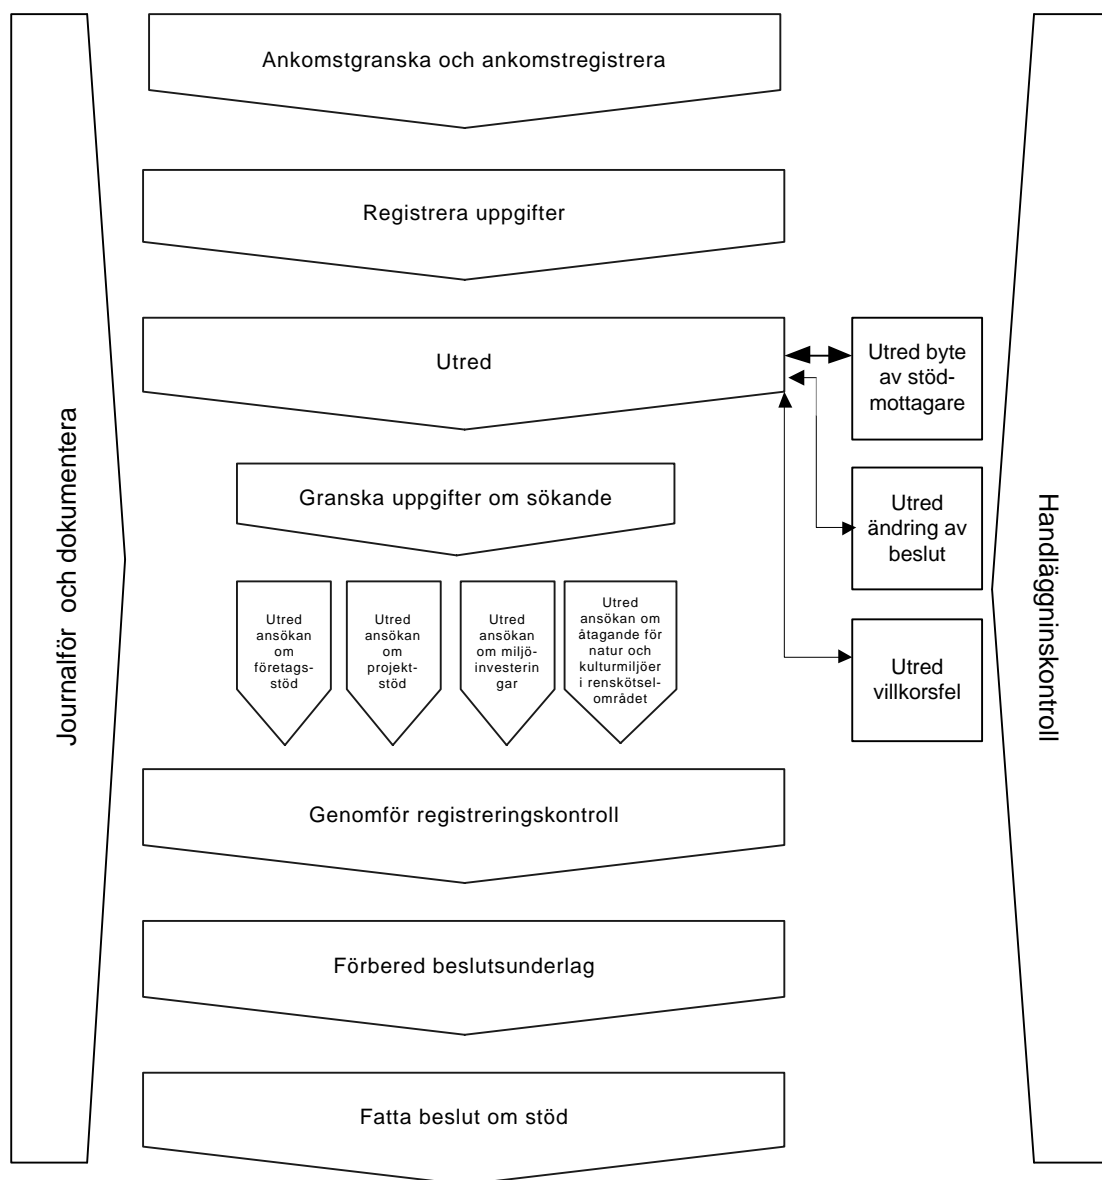 Ankomstgranska och ankomstregistrera
Registrera uppgifter
Utred
Utred byte
av stöd-
mottagare
Granska uppgifter om sökande
Utred
ändring av
beslut
Utred
ansökan
om
företags-
stöd
Utred
ansökan
om
projekt-
stöd
Utred
ansökan
om miljö-
investerin
gar
Utred
ansökan om
åtagande för
natur och
kulturmiljöer
i renskötsel-
området
Utred
villkorsfel
Genomför registreringskontroll
Förbered beslutsunderlag
Fatta beslut om stöd
Journalför och dokumentera
Handläggninskontroll